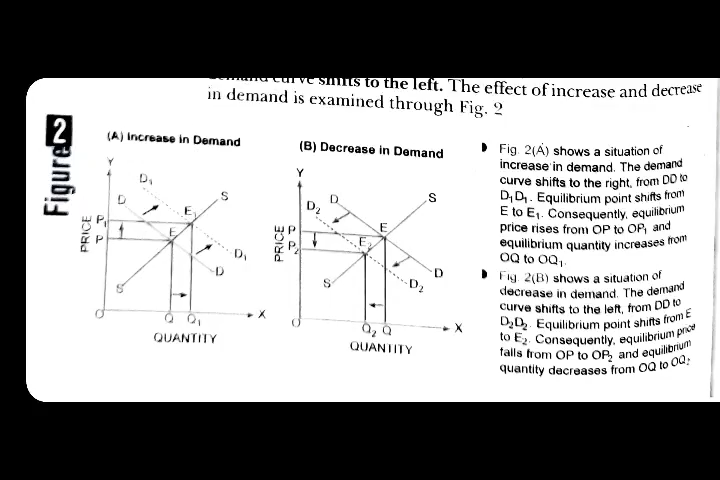 curve shifts to the left. The effect of increase and decrease
in demand is examined through Fig. 2
Figure 2
(A) Increase in Demand
Y
D₁
D
S
P₁
E₁
PRICE
E
P
D₁
D
S
O
Q Q₁
X
QUANTITY
(B) Decrease in Demand
Y
D
S
D₂
PRICE
P
E
P₂
E₂
D
S
D₂
O
Q₂ Q
X
QUANTITY
Fig. 2(A) shows a situation of
increase in demand. The demand
curve shifts to the right, from DD to
D₁D₁. Equilibrium point shifts from
E to E₁. Consequently, equilibrium
price rises from OP to OP₁ and
equilibrium quantity increases from
OQ to OQ₁.
Fig. 2(B) shows a situation of
decrease in demand. The demand
curve shifts to the left, from DD to
D₂D₂. Equilibrium point shifts from E
to E₂. Consequently, equilibrium price
falls from OP to OP₂ and equilibrium
quantity decreases from OQ to OQ₂